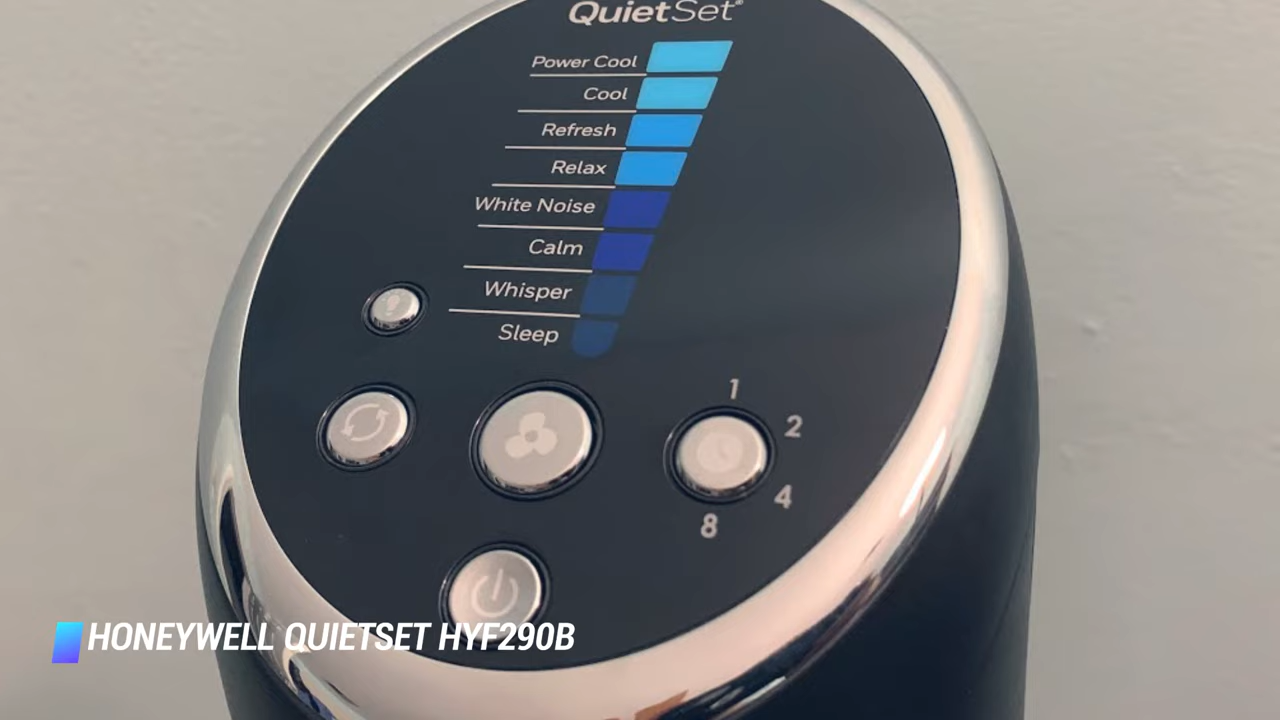 QuietSet®
Power Cool
Cool
Refresh
Relax
White Noise
Calm
Whisper
Sleep
1
2
4
8
HONEYWELL QUIETSET HYF290B